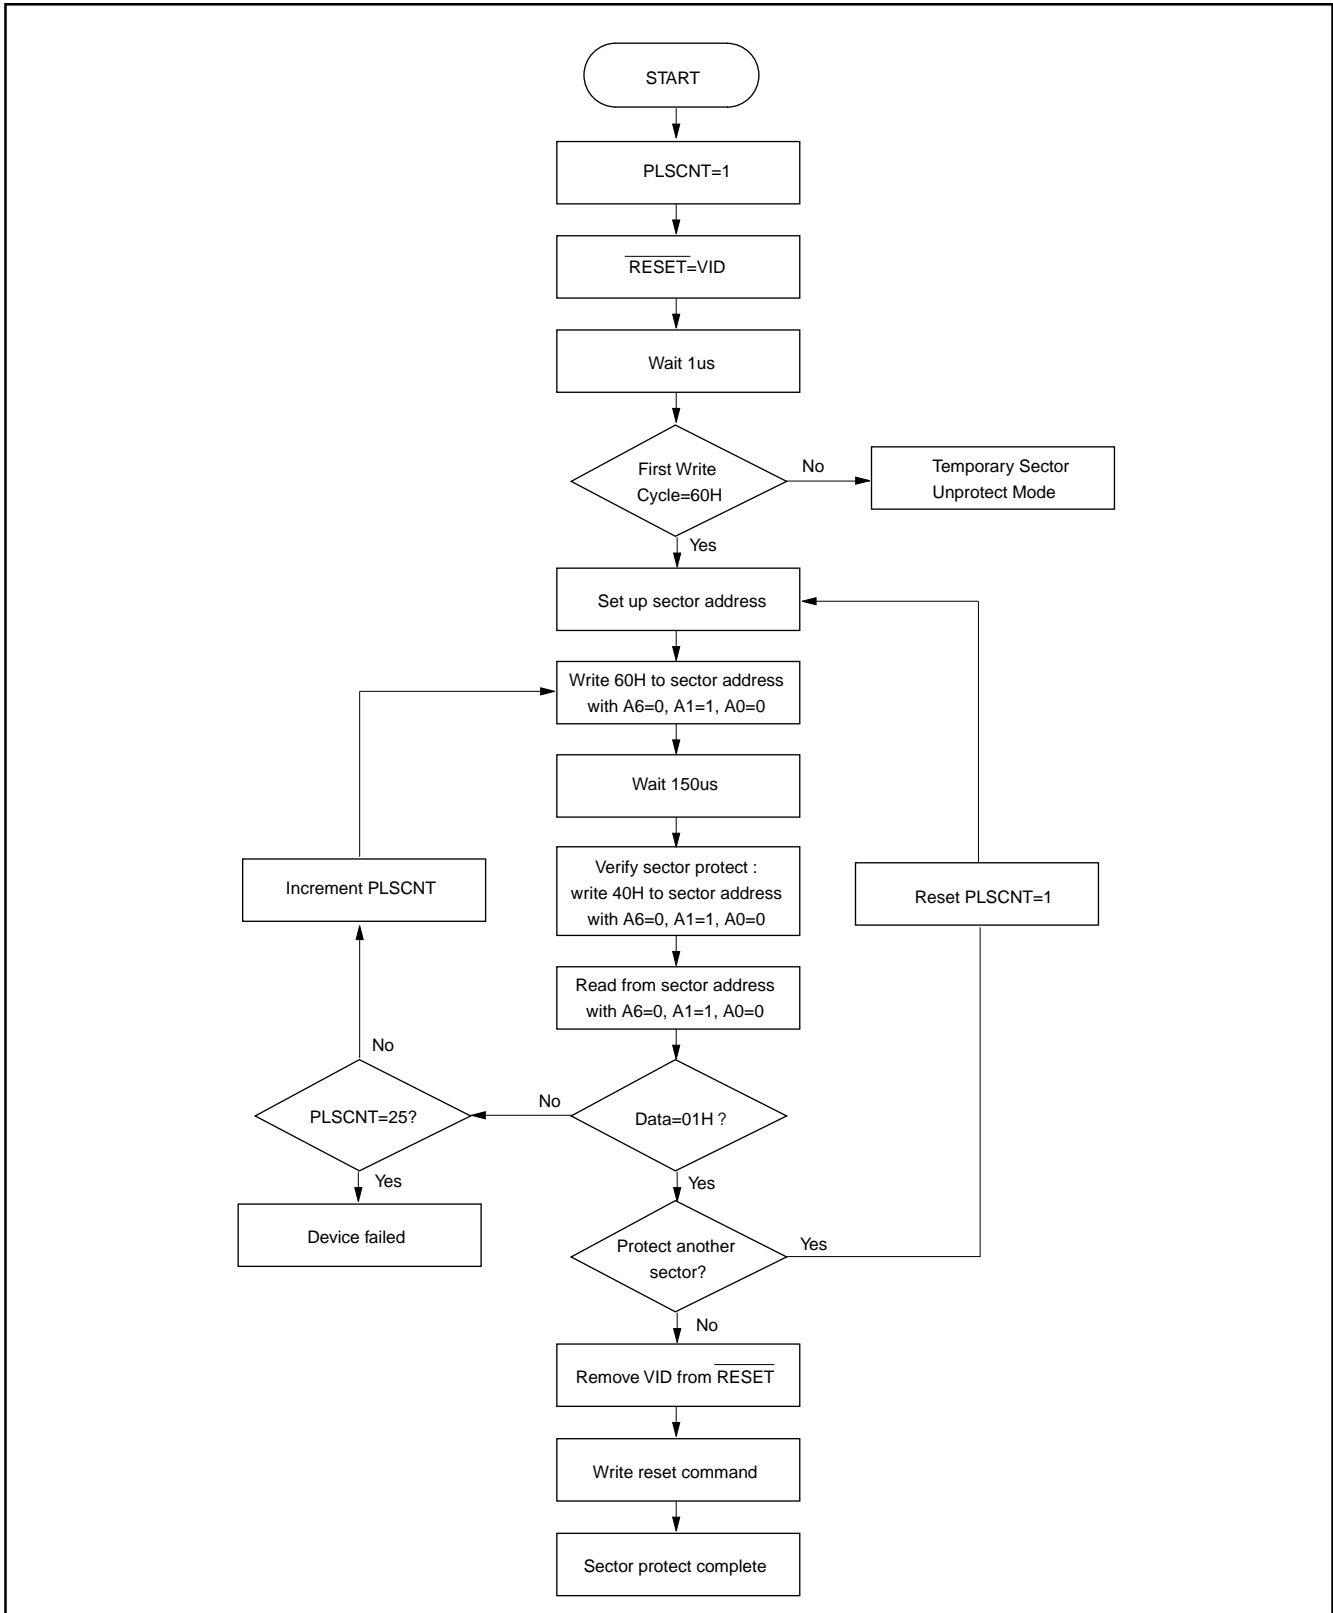 START
PLSCNT=1
RESET=VID
Wait 1us
First Write
Cycle=60H
No
Temporary Sector
Unprotect Mode
Yes
Set up sector address
Write 60H to sector address
with A6=0, A1=1, A0=0
Wait 150us
Verify sector protect :
write 40H to sector address
with A6=0, A1=1, A0=0
Increment PLSCNT
Reset PLSCNT=1
Read from sector address
with A6=0, A1=1, A0=0
No
PLSCNT=25?
No
Data=01H ?
Yes
Yes
Device failed
Protect another
sector?
Yes
No
Remove VID from RESET
Write reset command
Sector protect complete